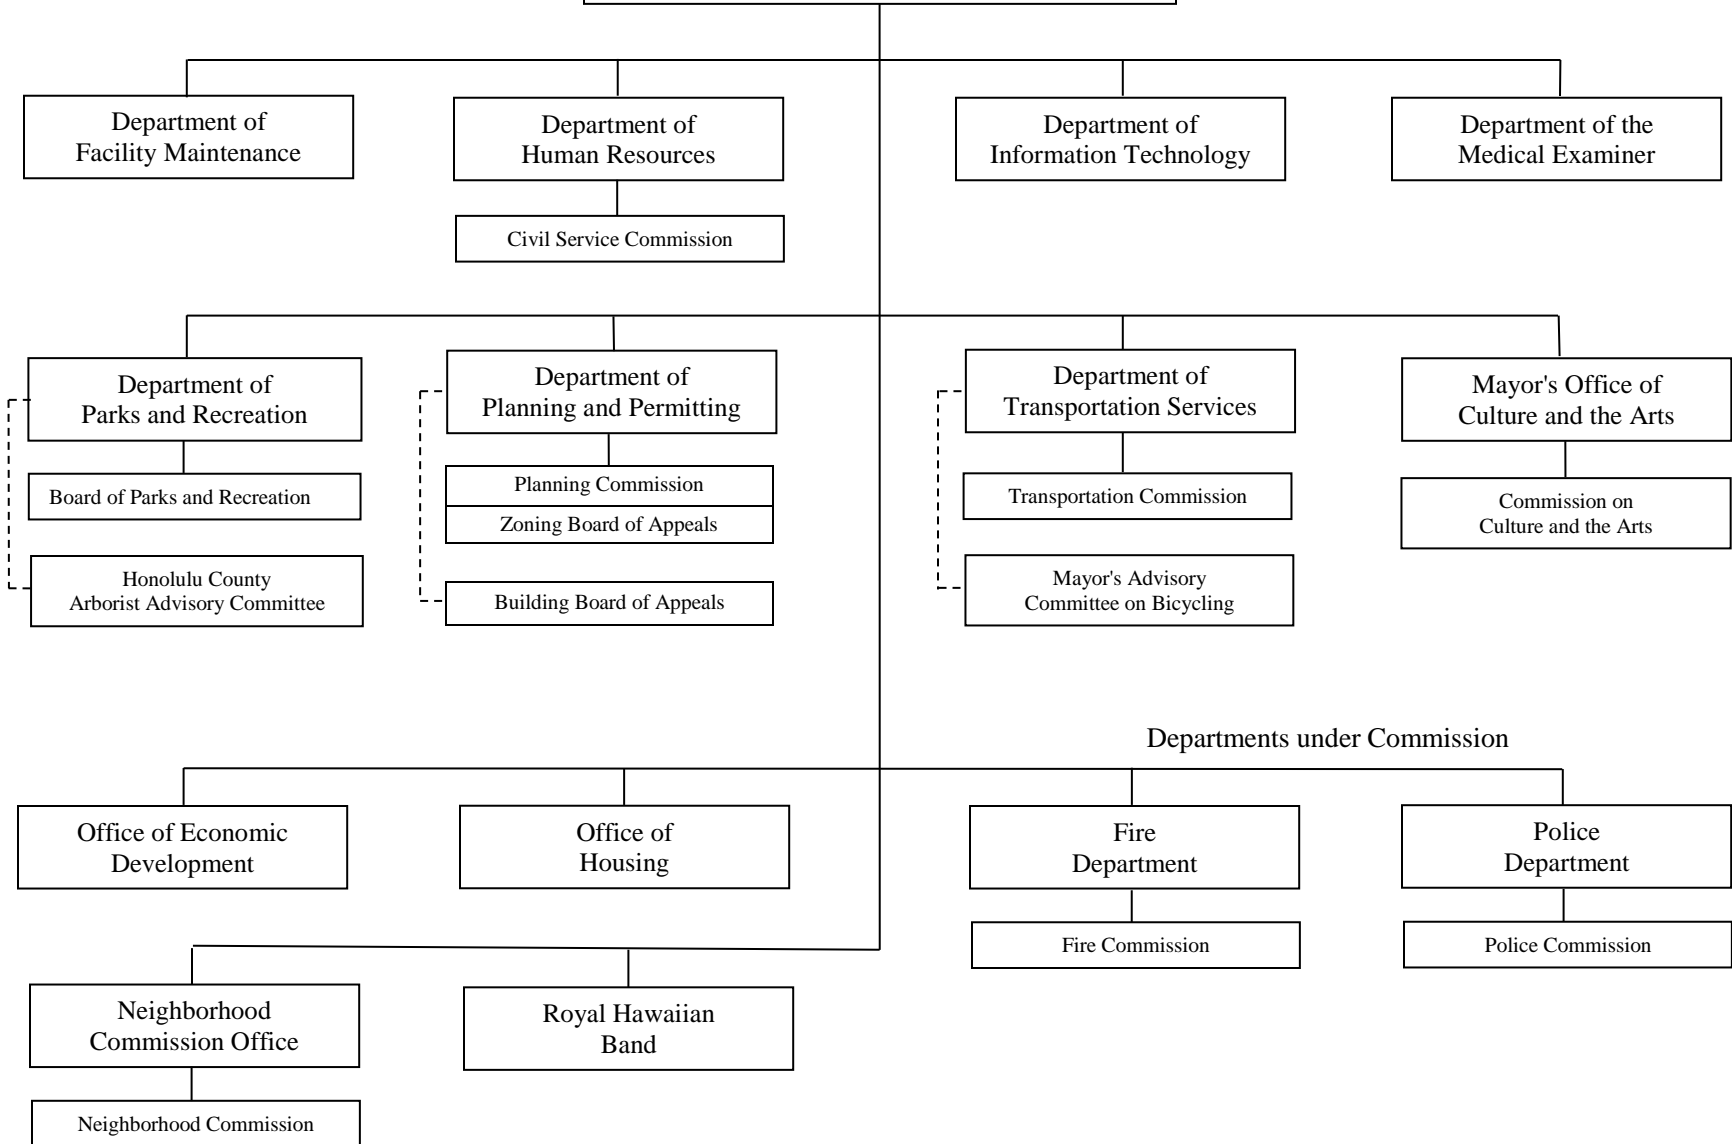 Department of
Facility Maintenance
Department of
Human Resources
Department of
Information Technology
Department of the
Medical Examiner
Civil Service Commission
Department of
Parks and Recreation
Department of
Planning and Permitting
Department of
Transportation Services
Mayor's Office of
Culture and the Arts
Board of Parks and Recreation
Planning Commission
Zoning Board of Appeals
Transportation Commission
Commission on
Culture and the Arts
Honolulu County
Arborist Advisory Committee
Building Board of Appeals
Mayor's Advisory
Committee on Bicycling
Departments under Commission
Office of Economic
Development
Office of
Housing
Fire
Department
Police
Department
Fire Commission
Police Commission
Neighborhood
Commission Office
Royal Hawaiian
Band
Neighborhood Commission